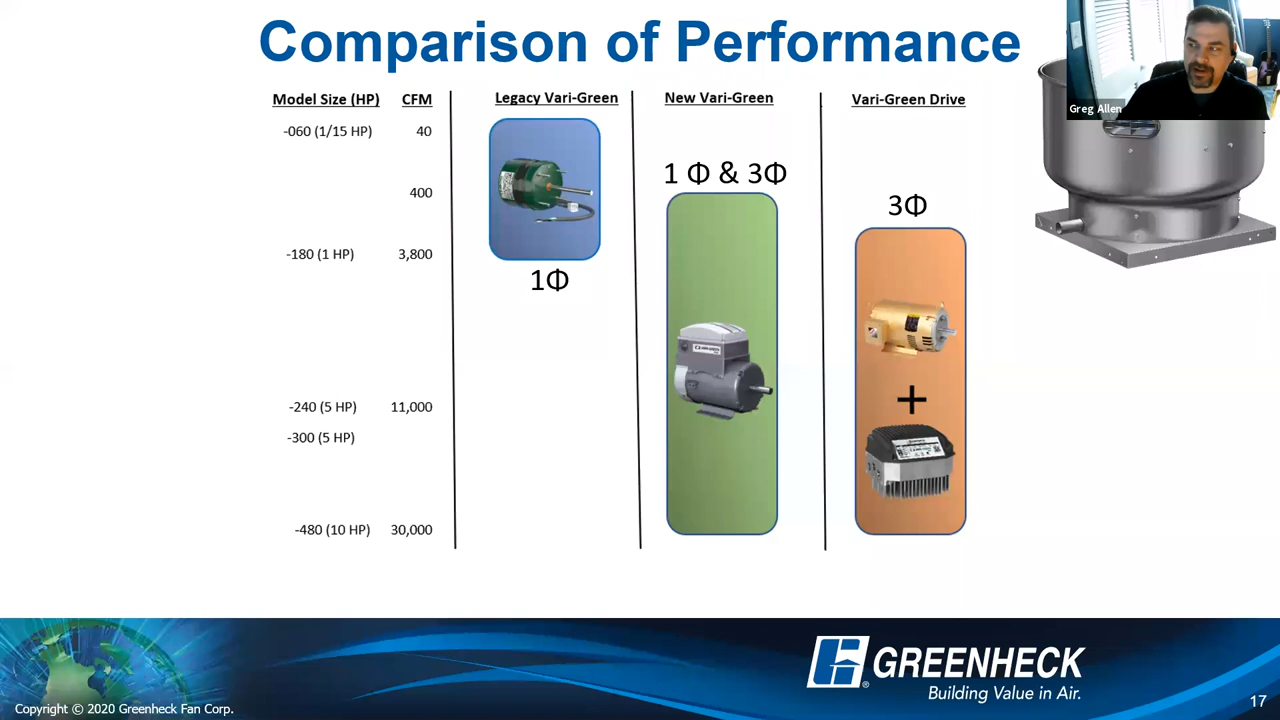 Comparison of Performance
Greg Allen
Model Size (HP) CFM
Legacy Vari-Green
New Vari-Green
Vari-Green Drive
-060 (1/15 HP) 40
400
-180 (1 HP) 3,800
-240 (5 HP) 11,000
-300 (5 HP)
-480 (10 HP) 30,000
1Φ
1 Φ & 3Φ
3Φ
+
GREENHECK
®
Building Value in Air.
Copyright © 2020 Greenheck Fan Corp.
17